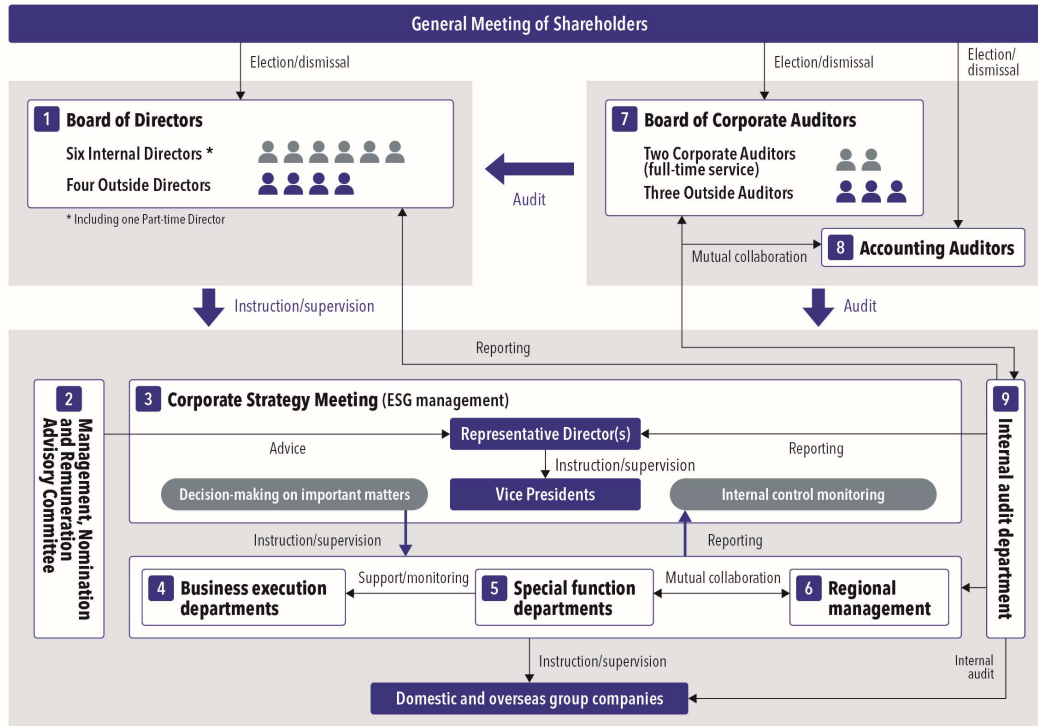 General Meeting of Shareholders
Election/dismissal
Election/dismissal
Election/
dismissal
1 Board of Directors
Six Internal Directors *
Four Outside Directors
* Including one Part-time Director
Audit
7 Board of Corporate Auditors
Two Corporate Auditors
(full-time service)
Three Outside Auditors
Mutual collaboration
8 Accounting Auditors
Instruction/supervision
Audit
Reporting
2
Management, Nomination
and Remuneration
Advisory Committee
3 Corporate Strategy Meeting (ESG management)
Representative Director(s)
Advice
Reporting
Instruction/supervision
Decision-making on important matters
Vice Presidents
Internal control monitoring
9
Internal audit department
Instruction/supervision
Reporting
4 Business execution
departments
Support/monitoring
5 Special function
departments
Mutual collaboration
6 Regional
management
Instruction/supervision
Internal
audit
Domestic and overseas group companies